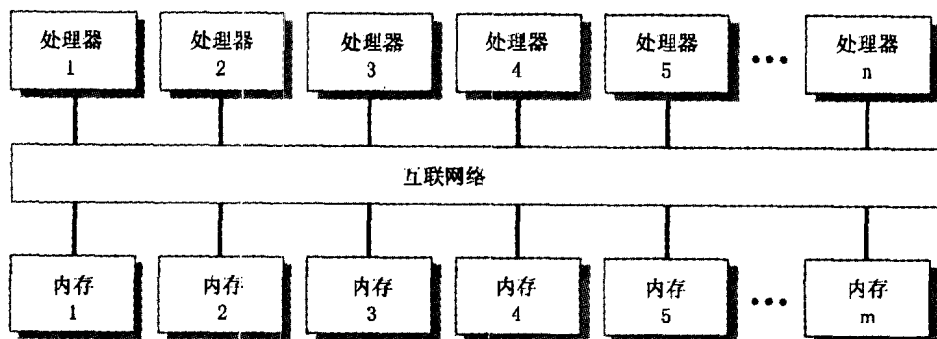 处理器 处理器 处理器 处理器 处理器 处理器
1 2 3 4 5 ••• n
互联网络
内存 内存 内存 内存 内存 内存
1 2 3 4 5 ••• m